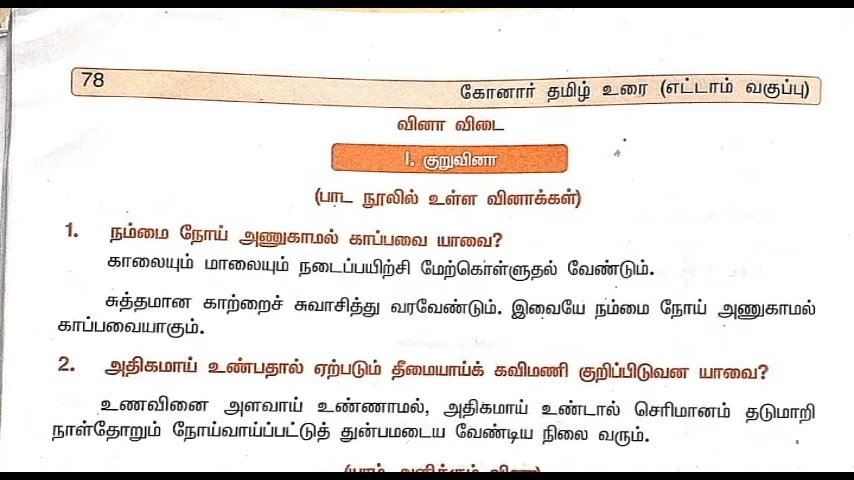 78
கோனார் தமிழ் உரை (எட்டாம் வகுப்பு)
வினா விடை
I. குறுவினா
(பாட நூலில் உள்ள வினாக்கள்)
1. நம்மை நோய் அணுகாமல் காப்பவை யாவை?
காலையும் மாலையும் நடைப்பயிற்சி மேற்கொள்ளுதல் வேண்டும்.
சுத்தமான காற்றைச் சுவாசித்து வரவேண்டும். இவையே நம்மை நோய் அணுகாமல்
காப்பவையாகும்.
2. அதிகமாய் உண்பதால் ஏற்படும் தீமையாய்க் கவிமணி குறிப்பிடுவன யாவை?
உணவினை அளவாய் உண்ணாமல், அதிகமாய் உண்டால் செரிமானம் தடுமாறி
நாள்தோறும் நோய்வாய்ப்பட்டுத் துன்பமடைய வேண்டிய நிலை வரும்.